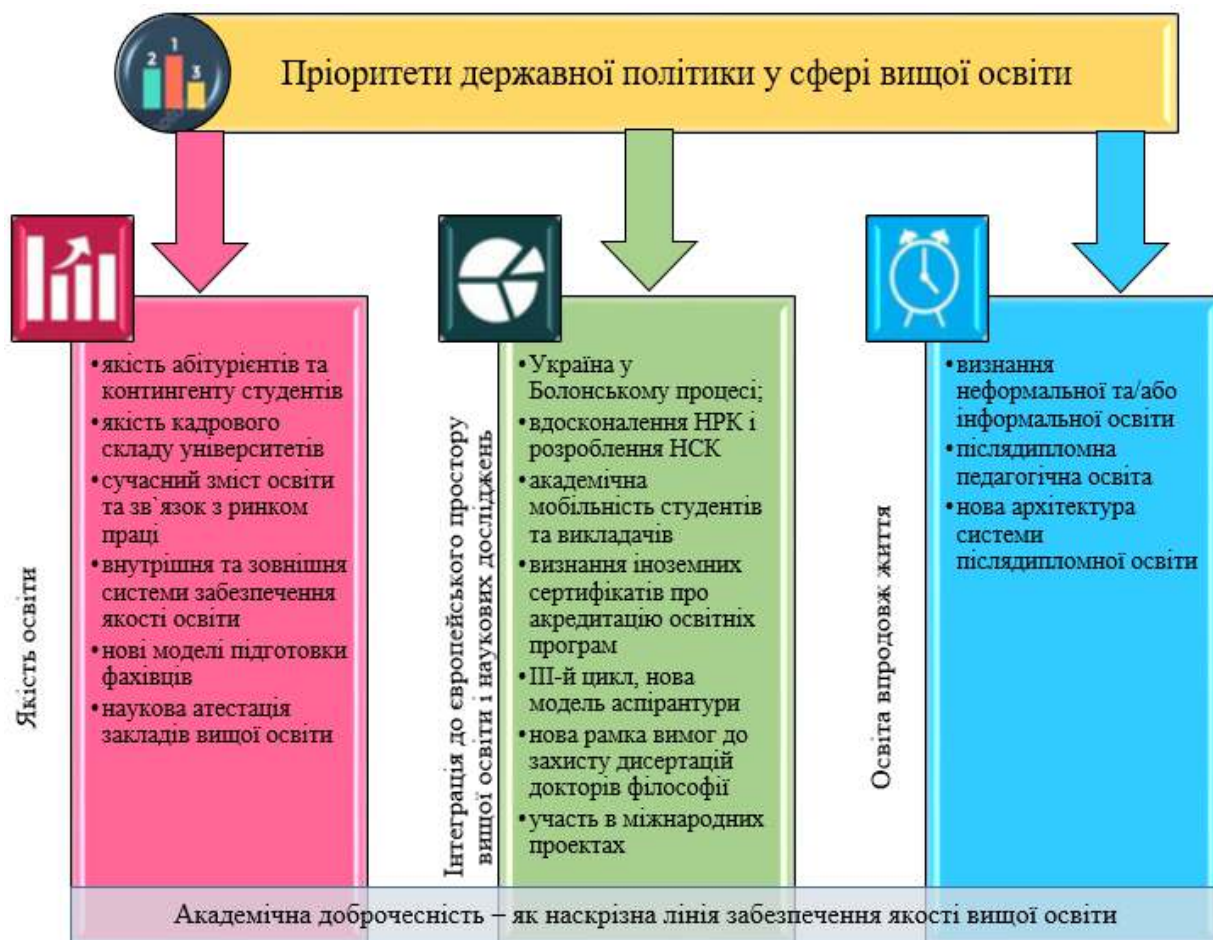 2
1
3
Пріоритети державної політики у сфері вищої освіти
Якість освіти
•якість абітурієнтів та
контингенту студентів
•якість кадрового
складу університетів
•сучасний зміст освіти
та зв`язок з ринком
праці
•внутрішня та зовнішня
системи забезпечення
якості освіти
•нові моделі підготовки
фахівців
•наукова атестація
закладів вищої освіти
Інтеграція до європейського простору
вищої освіти і наукових досліджень
•Україна у
Болонському процесі;
•вдосконалення НРК і
розроблення НСК
•академічна
мобільність студентів
та викладачів
•визнання іноземних
сертифікатів про
акредитацію освітніх
програм
•ІІІ-й цикл, нова
модель аспірантури
•нова рамка вимог до
захисту дисертацій
докторів філософії
•участь в міжнародних
проектах
Освіта впродовж життя
•визнання
неформальної та/або
інформальної освіти
•післядипломна
педагогічна освіта
•нова архітектура
системи
післядипломної освіти
Академічна доброчесність – як наскрізна лінія забезпечення якості вищої освіти